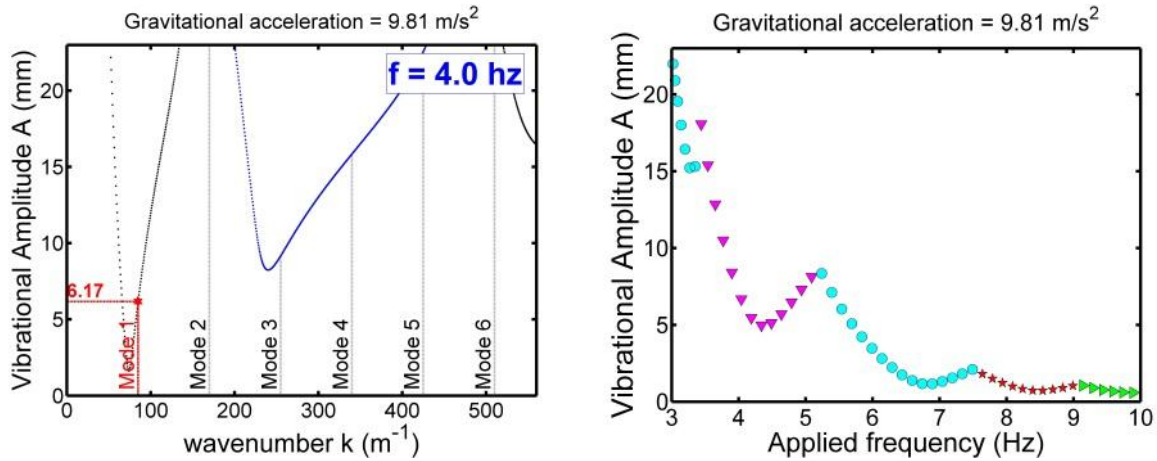 Gravitational acceleration = 9.81 m/s²
Vibrational Amplitude A (mm)
20
15
10
5
0
f = 4.0 hz
6.17
Mode 1
Mode 2
Mode 3
Mode 4
Mode 5
Mode 6
0 100 200 300 400 500
wavenumber k (m⁻¹)
Gravitational acceleration = 9.81 m/s²
Vibrational Amplitude A (mm)
20
15
10
5
0
3 4 5 6 7 8 9 10
Applied frequency (Hz)